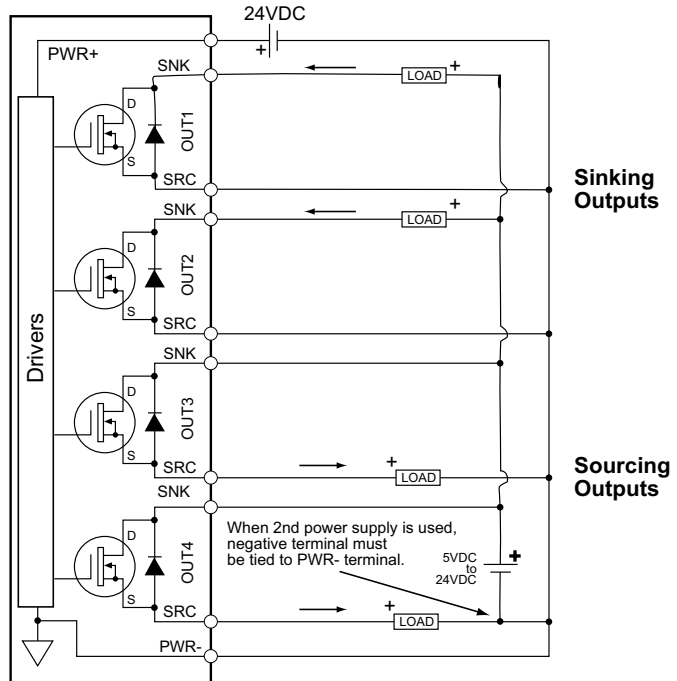 24VDC
+
PWR+
SNK
LOAD
+
D
S
OUT1
SRC
Sinking
Outputs
SNK
LOAD
+
D
S
OUT2
SRC
Drivers
SNK
D
S
OUT3
SRC
+
LOAD
Sourcing
Outputs
SNK
When 2nd power supply is used,
negative terminal must
be tied to PWR- terminal.
5VDC
to
24VDC
+
D
S
OUT4
SRC
+
LOAD
PWR-